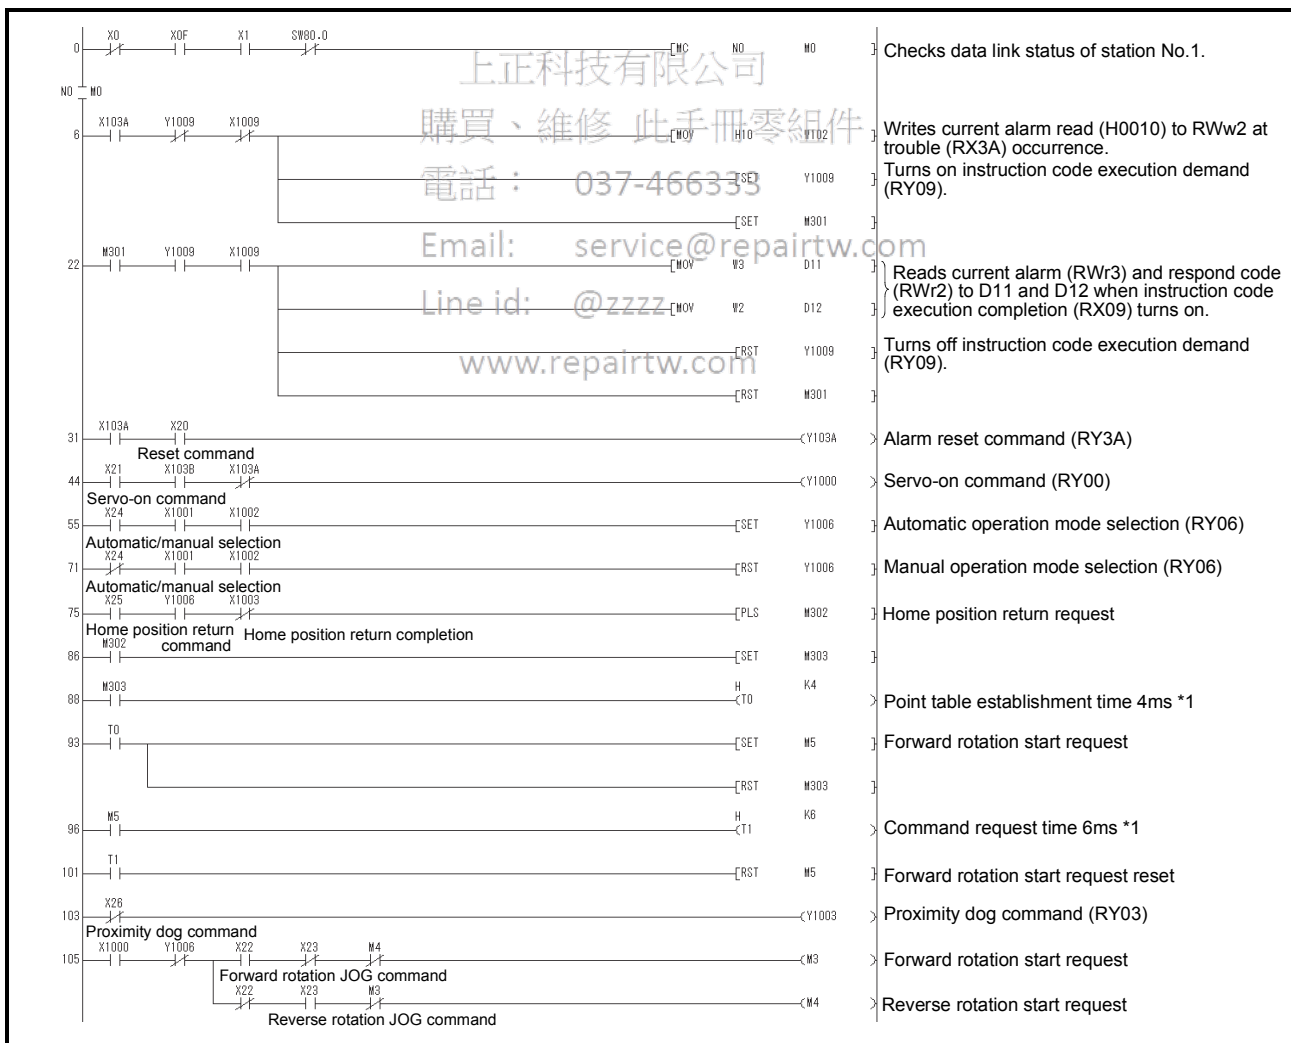 X0 X0F X1 SW80.0
0 [MC N0 M0 ] Checks data link status of station No.1.
上正科技有限公司
N0 M0
購買、維修 此手冊零組件
X103A Y1009 X1009
6 [MOV H10 W102 ] Writes current alarm read (H0010) to RWw2 at
trouble (RX3A) occurrence.
電話： 037-466333
[SET Y1009 ] Turns on instruction code execution demand
(RY09).
[SET M301 ]
Email: service@repairtw.com
M301 Y1009 X1009
22 [MOV W3 D11 ] Reads current alarm (RWr3) and respond code
Line id: @zzzz
[MOV W2 D12 ] (RWr2) to D11 and D12 when instruction code
execution completion (RX09) turns on.
www.repairtw.com
[RST Y1009 ] Turns off instruction code execution demand
(RY09).
[RST M301 ]
X103A X20
31 (Y103A ) Alarm reset command (RY3A)
Reset command
X21 X103B X103A
44 (Y1000 ) Servo-on command (RY00)
Servo-on command
X24 X1001 X1002
55 [SET Y1006 ] Automatic operation mode selection (RY06)
Automatic/manual selection
X24 X1001 X1002
71 [RST Y1006 ] Manual operation mode selection (RY06)
Automatic/manual selection
X25 Y1006 X1003
75 [PLS M302 ] Home position return request
Home position return command Home position return completion
M302
86 [SET M303 ]
M303 H K4
88 (T0 ) Point table establishment time 4ms *1
T0
93 [SET M5 ] Forward rotation start request
[RST M303 ]
M5 H K6
96 (T1 ) Command request time 6ms *1
T1
101 [RST M5 ] Forward rotation start request reset
X26
103 (Y1003 ) Proximity dog command (RY03)
Proximity dog command
X1000 Y1006 X22 X23 M4
105 (M3 ) Forward rotation start request
Forward rotation JOG command
X22 X23 M3
(M4 ) Reverse rotation start request
Reverse rotation JOG command